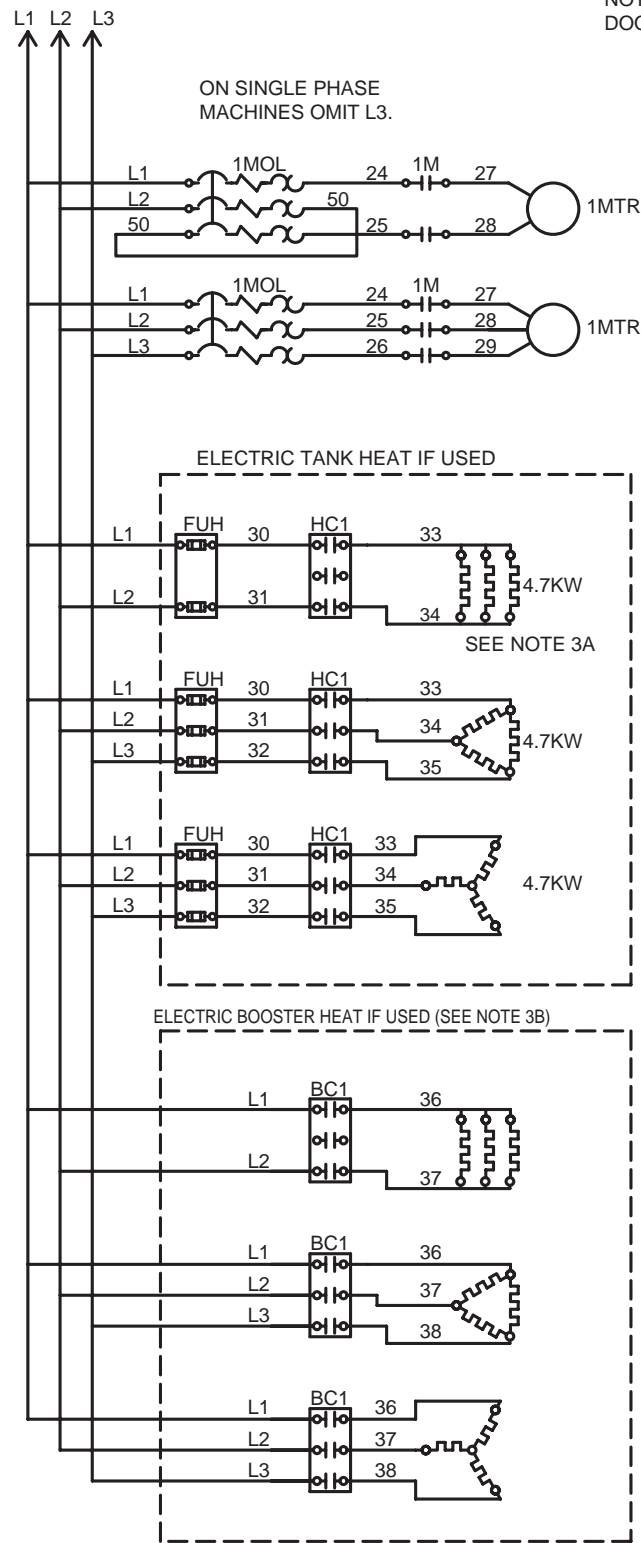 NOT
DOO
L1 L2 L3
ON SINGLE PHASE
MACHINES OMIT L3.
L1 1MOL 24 1M 27
L2 50
50 25 28
1MTR
L1 1MOL 24 1M 27
L2 25 28
1MTR
L3 26 29
ELECTRIC TANK HEAT IF USED
L1 FUH 30 HC1 33
4.7KW
L2 31 34
SEE NOTE 3A
L1 FUH 30 HC1 33
L2 31 34
4.7KW
L3 32 35
L1 FUH 30 HC1 33
L2 31 34 4.7KW
L3 32 35
ELECTRIC BOOSTER HEAT IF USED (SEE NOTE 3B)
L1 BC1 36
L2 37
L1 BC1 36
L2 37
L3 38
L1 BC1 36
L2 37
L3 38